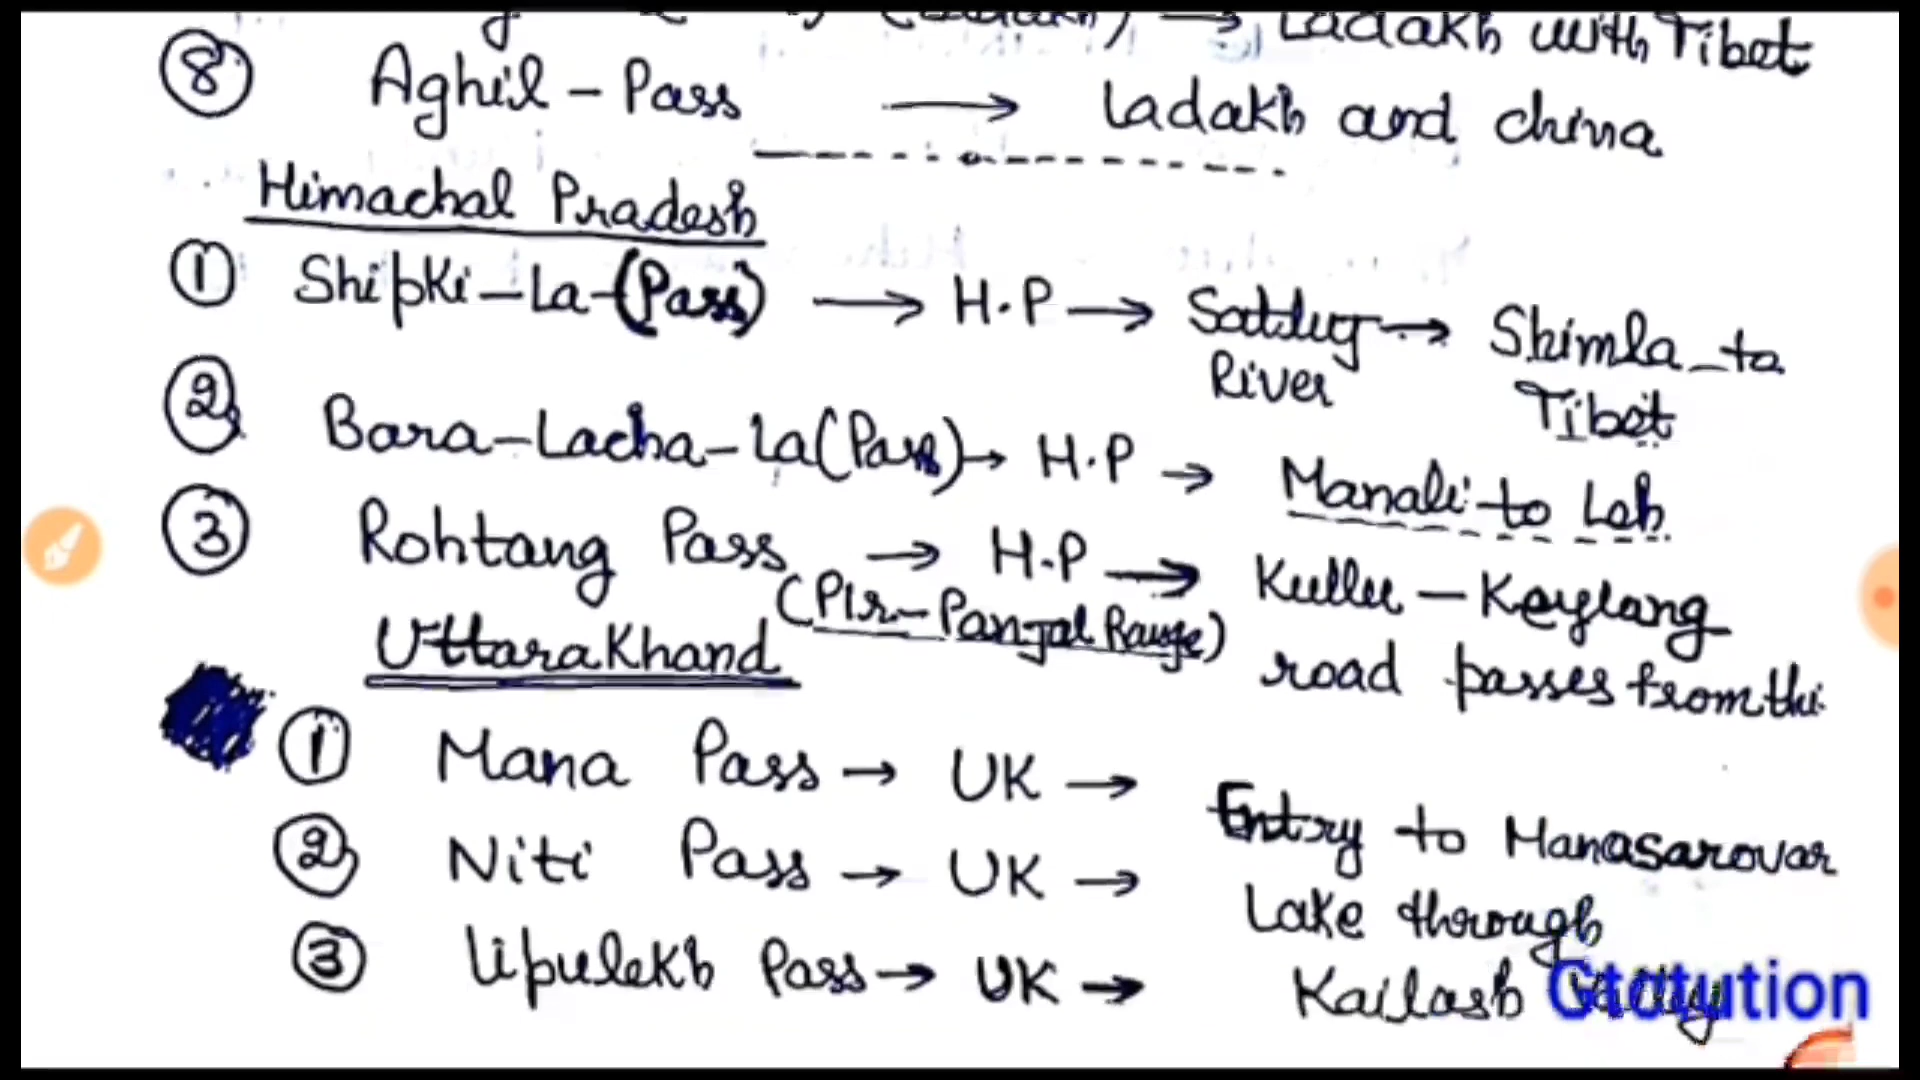 Ladakh with Tibet
⑧ Aghil - Pass → Ladakh and china
Himachal Pradesh
① Shipki-La-(Pass) → H.P → Satlug River → Shimla to Tibet
② Bara-Lacha-La(Pass) → H.P → Manali to Leh
③ Rohtang Pass → H.P → Kullu - Keylang
(Pir-Panjal Range) road passes from thi
Uttarakhand
① Mana Pass → UK →
Entry to Manasarovar
② Niti Pass → UK →
Lake through
③ Lipulekh Pass → UK → Kailash
Gtatution